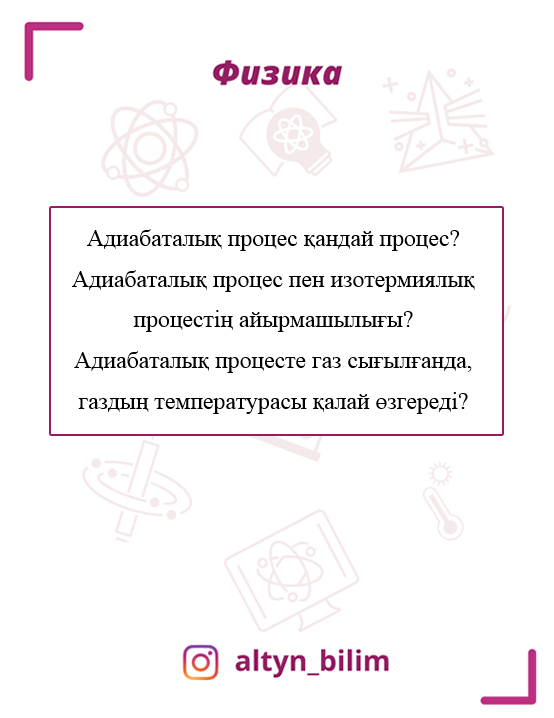 Физика
Адиабаталық процес қандай процес?
Адиабаталық процес пен изотермиялық
процестің айырмашылығы?
Адиабаталық процесте газ сығылғанда,
газдың температурасы қалай өзгереді?
altyn_bilim